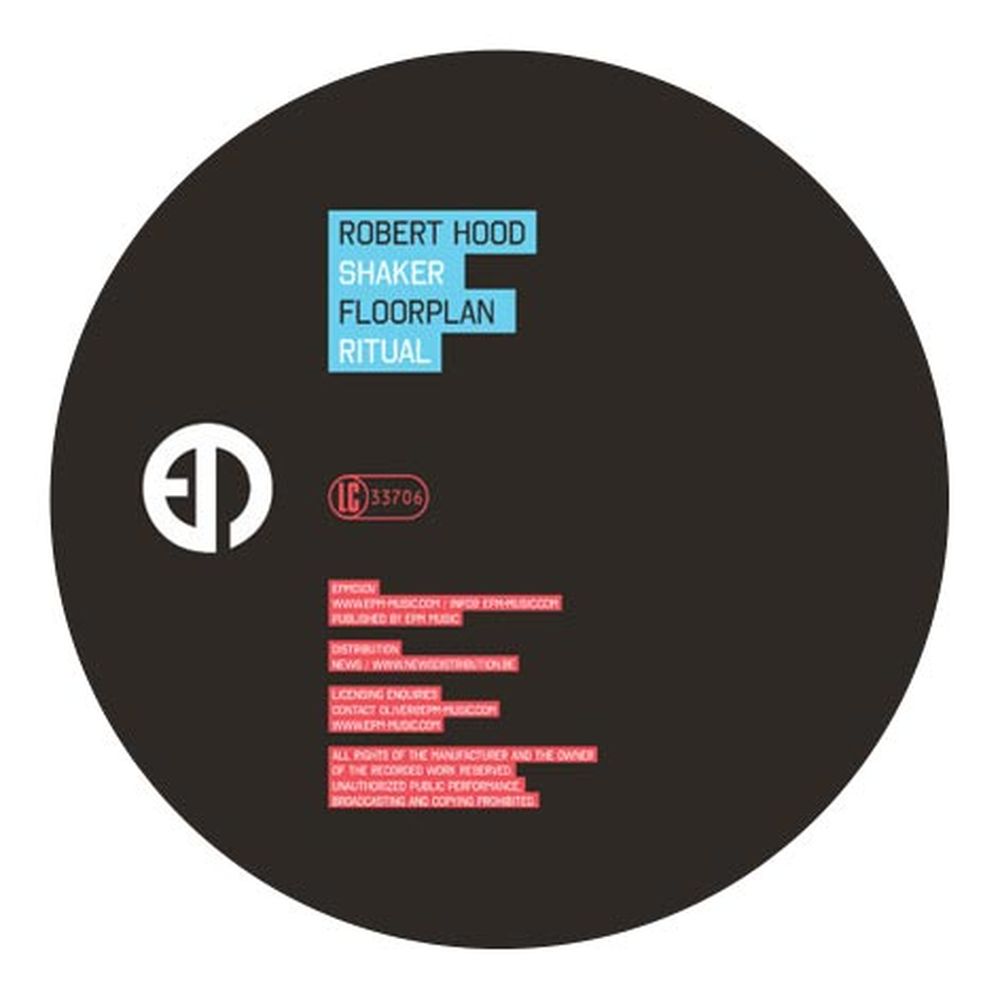 ROBERT HOOD
SHAKER
FLOORPLAN
RITUAL
LC 33706
WWW.EPM-MUSIC.COM / INFO@ EPM-MUSIC.COM
PUBLISHED BY EPM MUSIC
DISTRIBUTION
NEWS / WWW.NEWSDISTRIBUTION.BE
LICENSING ENQUIRIES
CONTACT OLIVER@EPM-MUSIC.COM
WWW.EPM-MUSIC.COM
ALL RIGHTS OF THE MANUFACTURER AND THE OWNER
OF THE RECORDED WORK RESERVED.
UNAUTHORIZED PUBLIC PERFORMANCE,
BROADCASTING AND COPYING PROHIBITED.